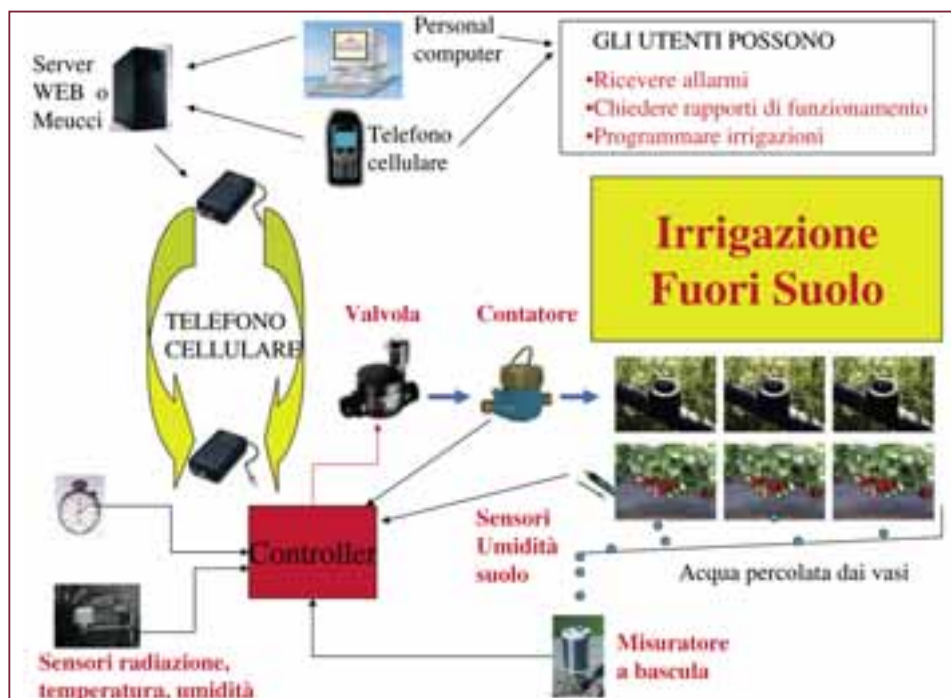 Server
WEB o
Meucci
Personal
computer
Telefono
cellulare
GLI UTENTI POSSONO
•Ricevere allarmi
•Chiedere rapporti di funzionamento
•Programmare irrigazioni
Irrigazione
Fuori Suolo
TELEFONO
CELLULARE
Valvola
Contatore
Controller
Sensori
Umidità
suolo
Acqua percolata dai vasi
Misuratore
a bascula
Sensori radiazione,
temperatura, umidità